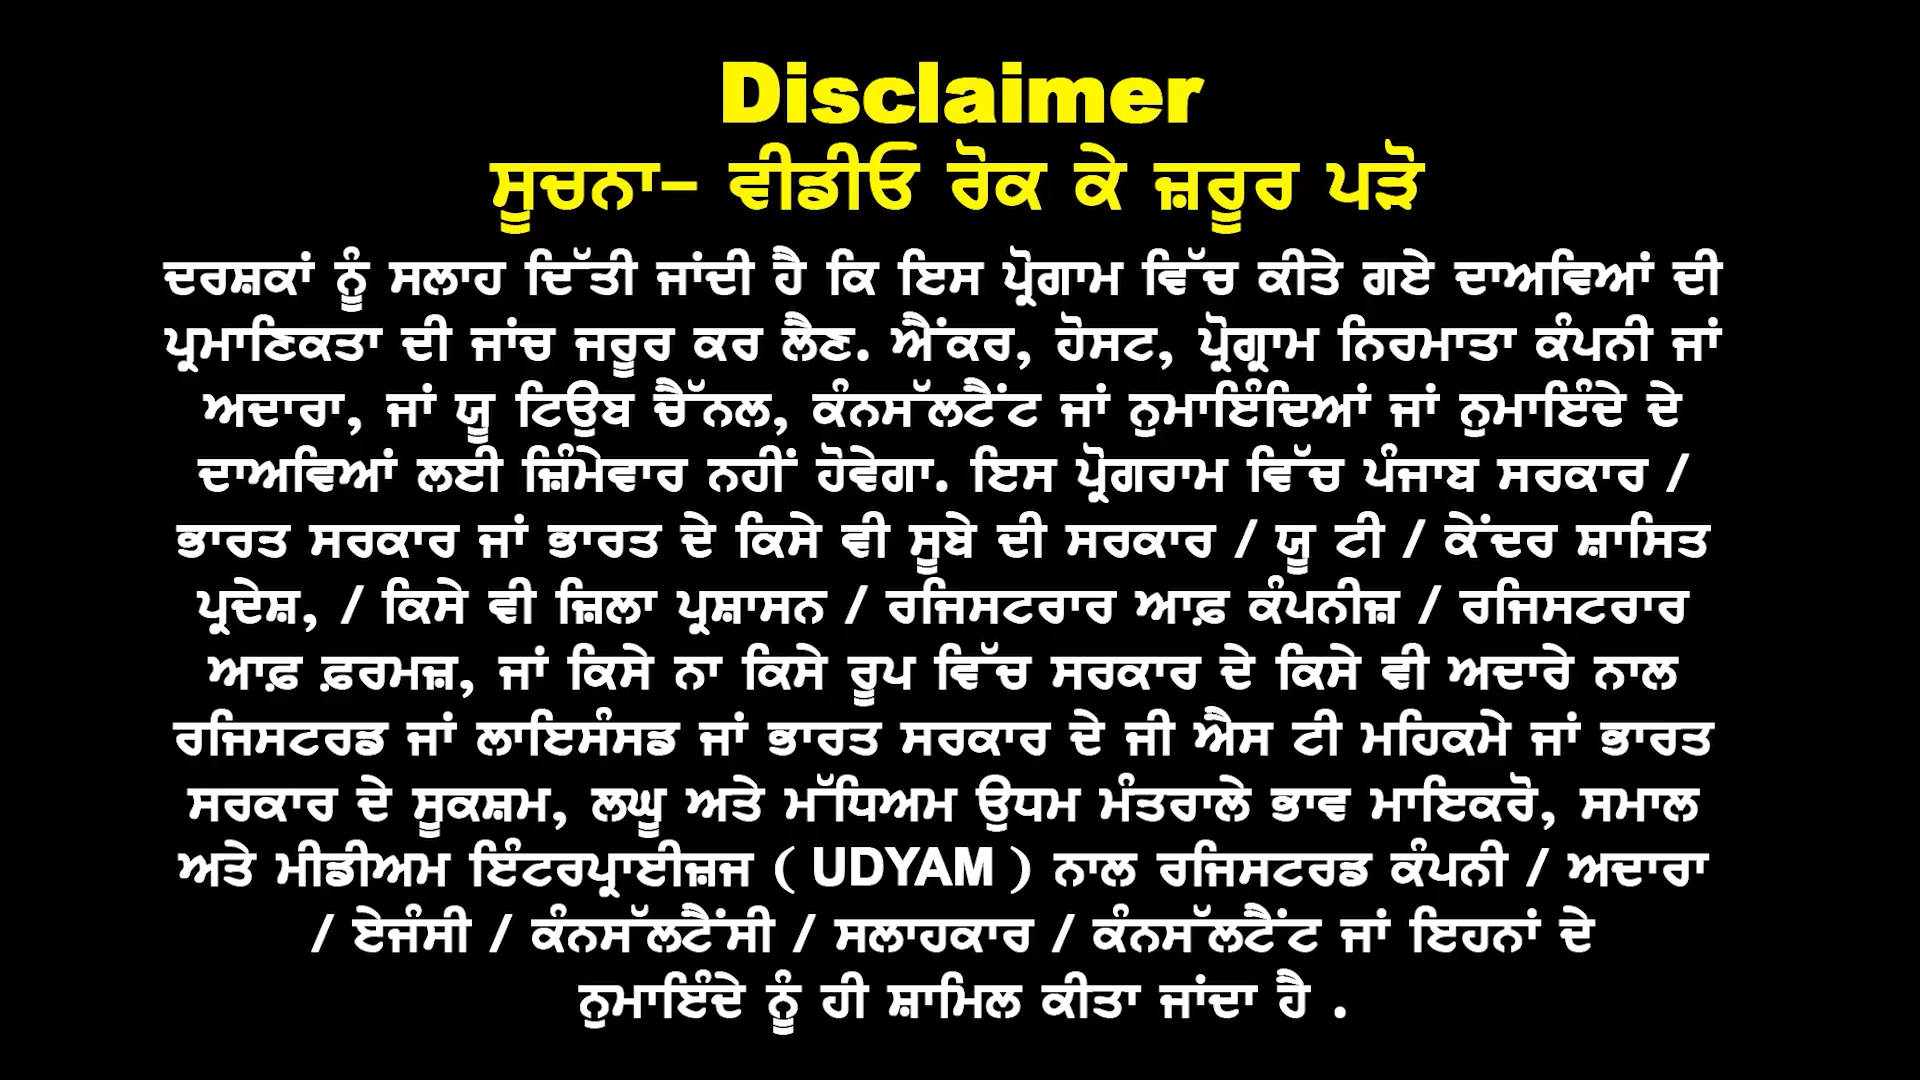 Disclaimer
ਸੂਚਨਾ- ਵੀਡੀਓ ਰੋਕ ਕੇ ਜ਼ਰੂਰ ਪੜੋ
ਦਰਸ਼ਕਾਂ ਨੂੰ ਸਲਾਹ ਦਿੱਤੀ ਜਾਂਦੀ ਹੈ ਕਿ ਇਸ ਪ੍ਰੋਗਾਮ ਵਿੱਚ ਕੀਤੇ ਗਏ ਦਾਅਵਿਆਂ ਦੀ
ਪ੍ਰਮਾਣਿਕਤਾ ਦੀ ਜਾਂਚ ਜਰੂਰ ਕਰ ਲੈਣ. ਐਂਕਰ, ਹੋਸਟ, ਪ੍ਰੋਗ੍ਰਾਮ ਨਿਰਮਾਤਾ ਕੰਪਨੀ ਜਾਂ
ਅਦਾਰਾ, ਜਾਂ ਯੂ ਟਿਊਬ ਚੈੱਨਲ, ਕੰਨਸੱਲਟੈਂਟ ਜਾਂ ਨੁਮਾਇੰਦਿਆਂ ਜਾਂ ਨੁਮਾਇੰਦੇ ਦੇ
ਦਾਅਵਿਆਂ ਲਈ ਜ਼ਿੰਮੇਵਾਰ ਨਹੀਂ ਹੋਵੇਗਾ. ਇਸ ਪ੍ਰੋਗਰਾਮ ਵਿੱਚ ਪੰਜਾਬ ਸਰਕਾਰ /
ਭਾਰਤ ਸਰਕਾਰ ਜਾਂ ਭਾਰਤ ਦੇ ਕਿਸੇ ਵੀ ਸੂਬੇ ਦੀ ਸਰਕਾਰ / ਯੂ ਟੀ / ਕੇਂਦਰ ਸ਼ਾਸਿਤ
ਪ੍ਰਦੇਸ਼, / ਕਿਸੇ ਵੀ ਜ਼ਿਲਾ ਪ੍ਰਸ਼ਾਸਨ / ਰਜਿਸਟਰਾਰ ਆਫ਼ ਕੰਪਨੀਜ਼ / ਰਜਿਸਟਰਾਰ
ਆਫ਼ ਫ਼ਰਮਜ਼, ਜਾਂ ਕਿਸੇ ਨਾ ਕਿਸੇ ਰੂਪ ਵਿੱਚ ਸਰਕਾਰ ਦੇ ਕਿਸੇ ਵੀ ਅਦਾਰੇ ਨਾਲ
ਰਜਿਸਟਰਡ ਜਾਂ ਲਾਇਸੰਸਡ ਜਾਂ ਭਾਰਤ ਸਰਕਾਰ ਦੇ ਜੀ ਐਸ ਟੀ ਮਹਿਕਮੇ ਜਾਂ ਭਾਰਤ
ਸਰਕਾਰ ਦੇ ਸੂਕਸ਼ਮ, ਲਘੂ ਅਤੇ ਮੱਧਿਅਮ ਉਧਮ ਮੰਤਰਾਲੇ ਭਾਵ ਮਾਇਕਰੋ, ਸਮਾਲ
ਅਤੇ ਮੀਡੀਅਮ ਇੰਟਰਪ੍ਰਾਈਜ਼ਜ ( UDYAM ) ਨਾਲ ਰਜਿਸਟਰਡ ਕੰਪਨੀ / ਅਦਾਰਾ
/ ਏਜੰਸੀ / ਕੰਨਸੱਲਟੈਂਸੀ / ਸਲਾਹਕਾਰ / ਕੰਨਸੱਲਟੈਂਟ ਜਾਂ ਇਹਨਾਂ ਦੇ
ਨੁਮਾਇੰਦੇ ਨੂੰ ਹੀ ਸ਼ਾਮਿਲ ਕੀਤਾ ਜਾਂਦਾ ਹੈ .